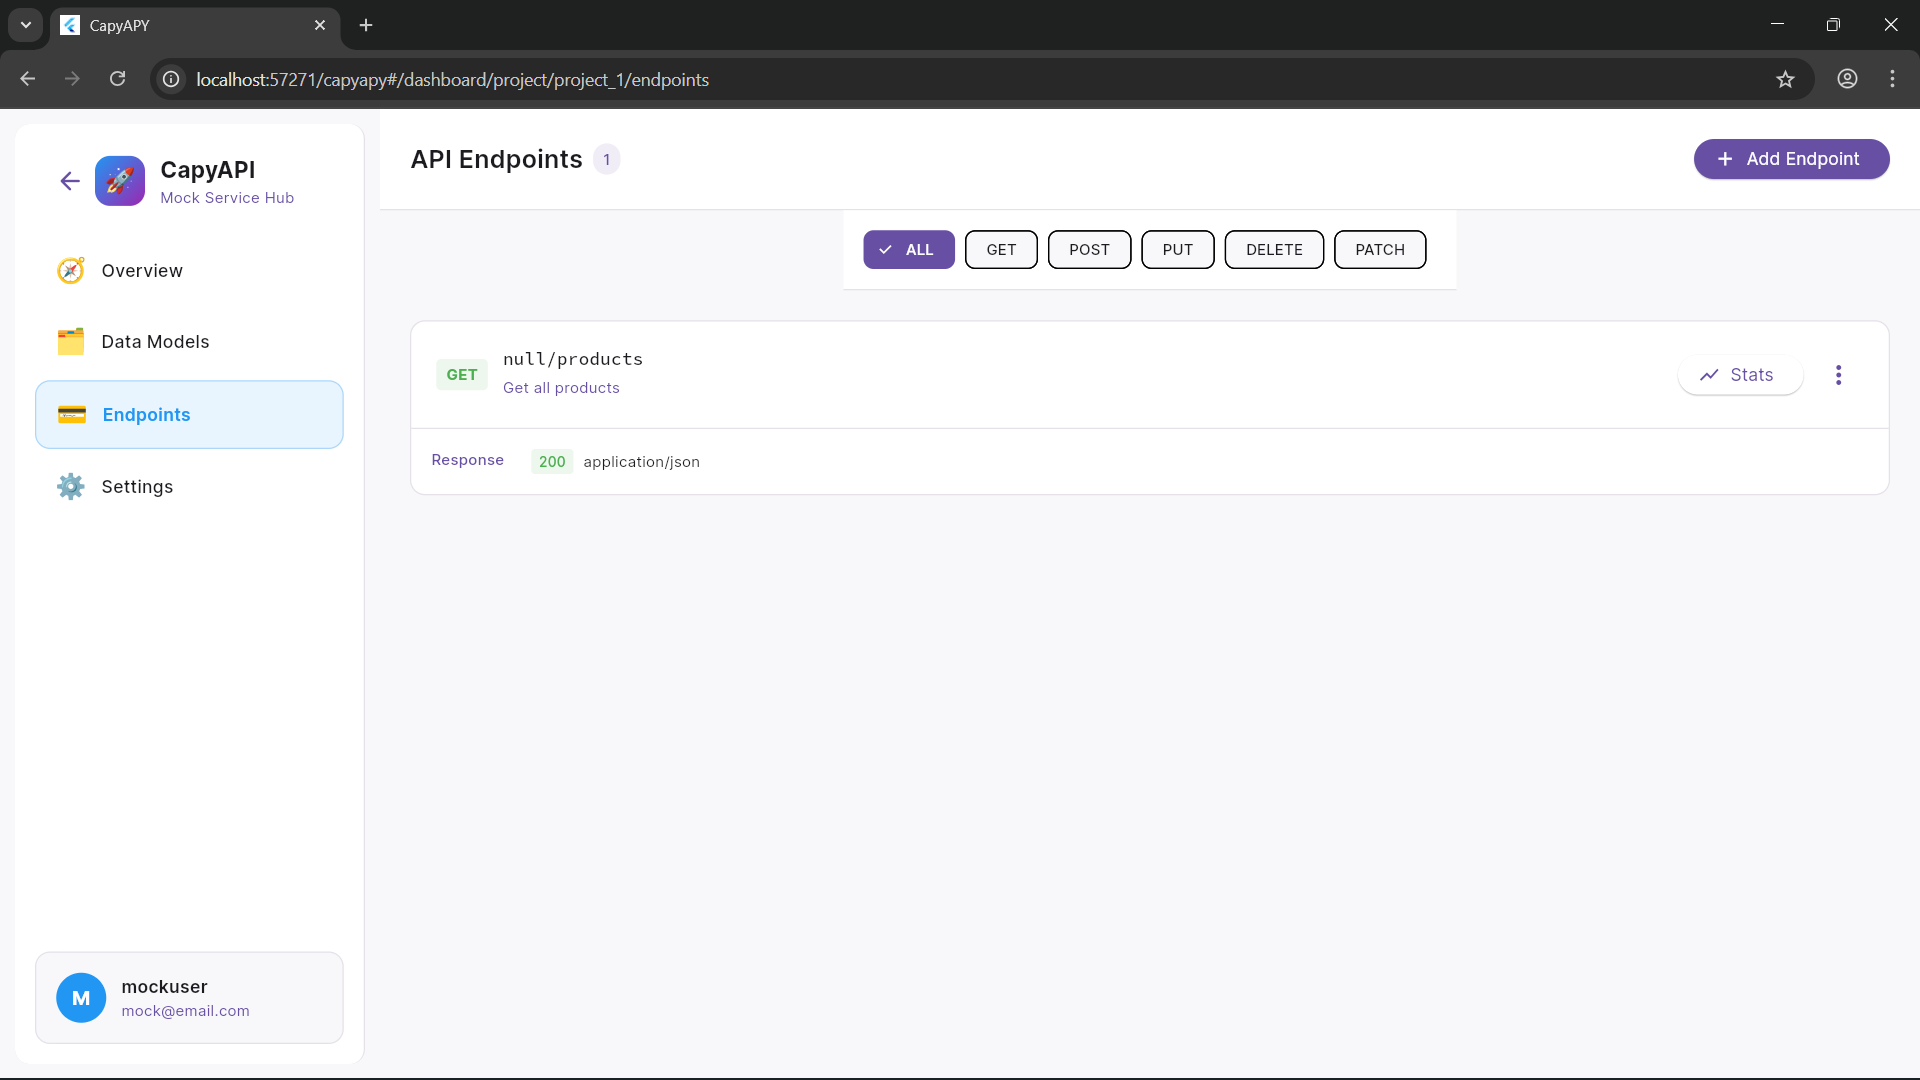 CapyAPY
localhost:57271/capyapy#/dashboard/project/project_1/endpoints
CapyAPI
Mock Service Hub
Overview
Data Models
Endpoints
Settings
mockuser
mock@email.com
M
API Endpoints 1
Add Endpoint
ALL GET POST PUT DELETE PATCH
GET
null/products
Get all products
Stats
Response 200 application/json